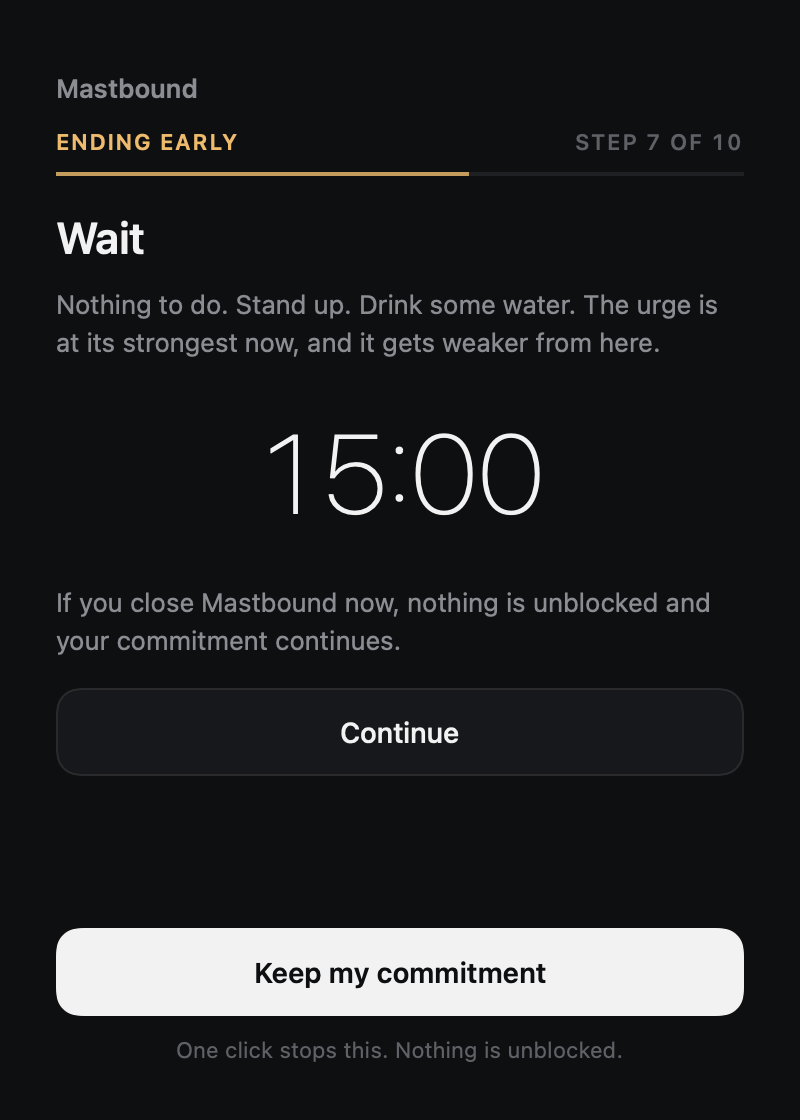 Mastbound
ENDING EARLY
STEP 7 OF 10
Wait
Nothing to do. Stand up. Drink some water. The urge is
at its strongest now, and it gets weaker from here.
15:00
If you close Mastbound now, nothing is unblocked and
your commitment continues.
Continue
Keep my commitment
One click stops this. Nothing is unblocked.